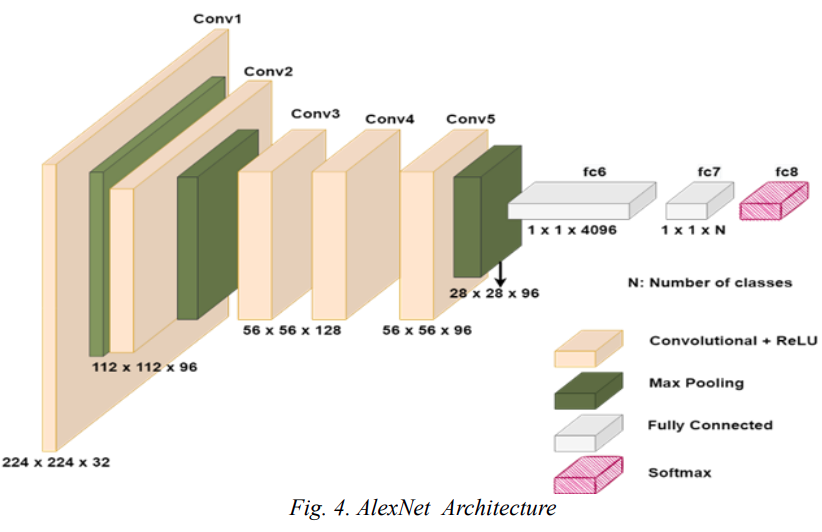 Conv1
Conv2
Conv3
Conv4
Conv5
fc6
fc7
fc8
1 x 1 x 4096
1 x 1 x N
N: Number of classes
28 x 28 x 96
56 x 56 x 128
56 x 56 x 96
112 x 112 x 96
224 x 224 x 32
Convolutional + ReLU
Max Pooling
Fully Connected
Softmax
Fig. 4. AlexNet Architecture